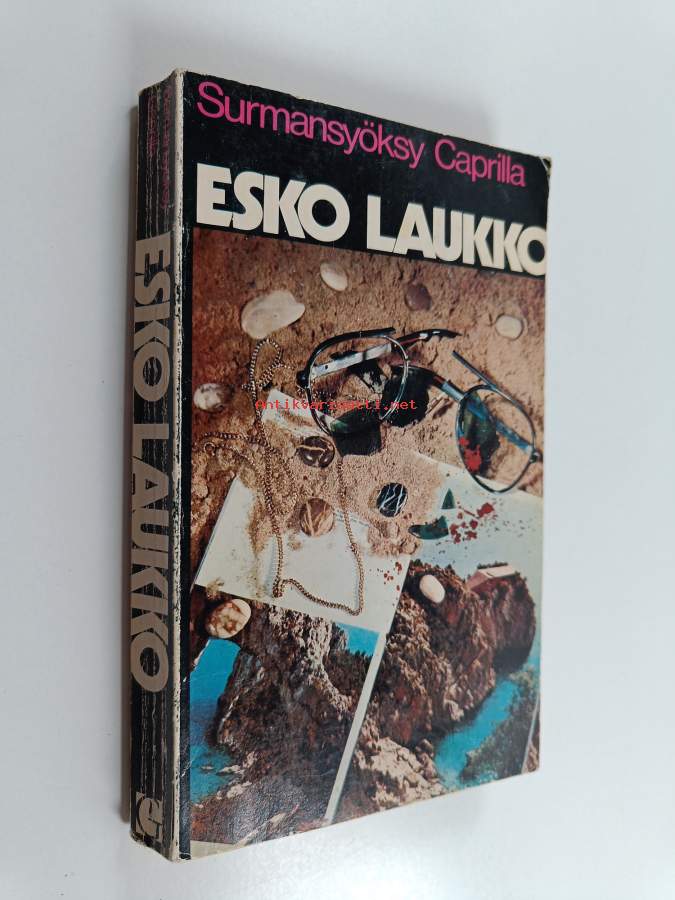 Surmansyöksy Caprilla
ESKO LAUKKO
ESKO LAUKKO
Antikvariaatti.net